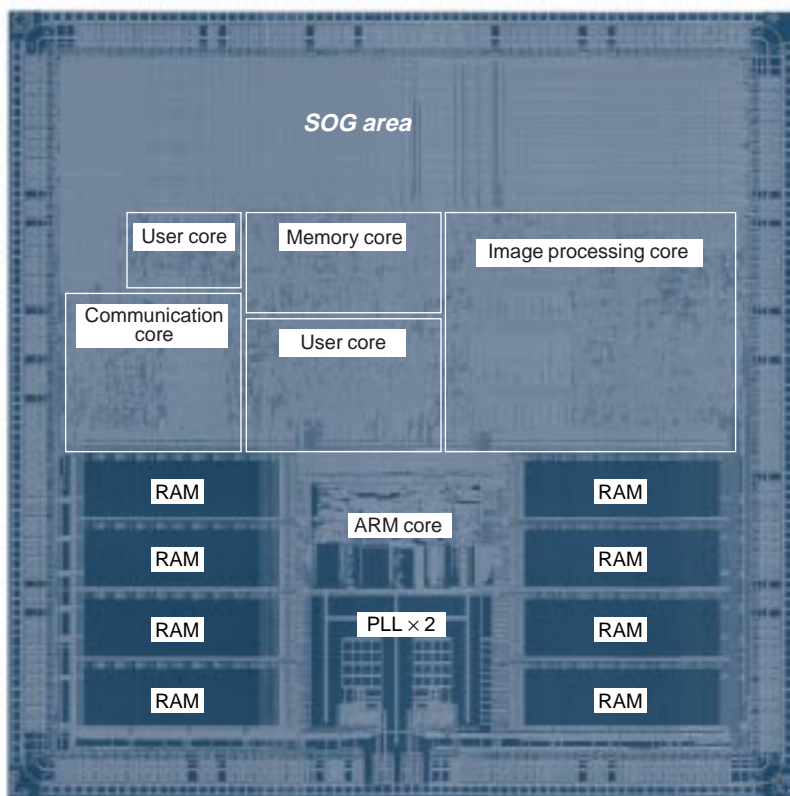 SOG area
User core
Memory core
Image processing core
Communication
core
User core
RAM
RAM
ARM core
RAM
RAM
RAM
PLL × 2
RAM
RAM
RAM